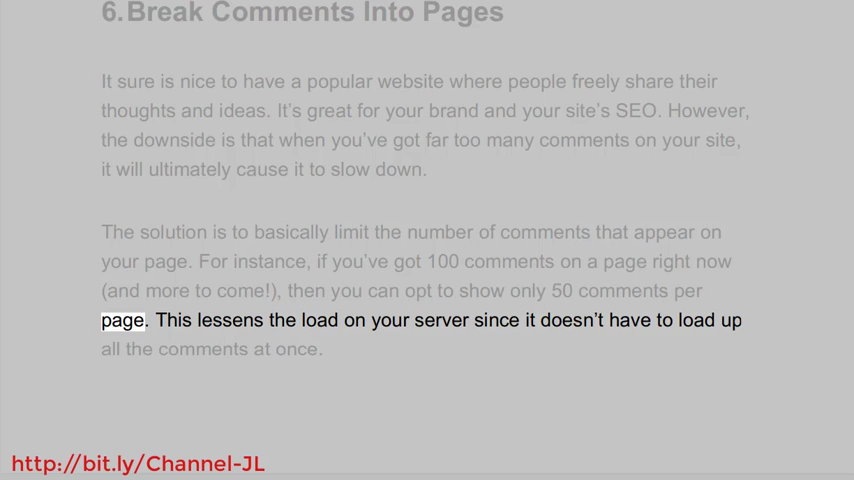 6. Break Comments Into Pages
It sure is nice to have a popular website where people freely share their
thoughts and ideas. It's great for your brand and your site's SEO. However,
the downside is that when you've got far too many comments on your site,
it will ultimately cause it to slow down.
The solution is to basically limit the number of comments that appear on
your page. For instance, if you've got 100 comments on a page right now
(and more to come!), then you can opt to show only 50 comments per
page. This lessens the load on your server since it doesn't have to load up
all the comments at once.
http://bit.ly/Channel-JL